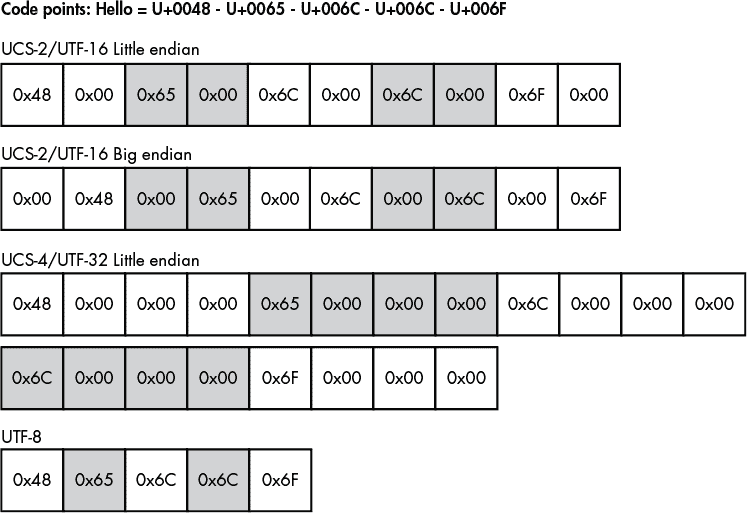 Code points: Hello = U+0048 - U+0065 - U+006C - U+006C - U+006F
UCS-2/UTF-16 Little endian
0x48 0x00 0x65 0x00 0x6C 0x00 0x6C 0x00 0x6F 0x00
UCS-2/UTF-16 Big endian
0x00 0x48 0x00 0x65 0x00 0x6C 0x00 0x6C 0x00 0x6F
UCS-4/UTF-32 Little endian
0x48 0x00 0x00 0x00 0x65 0x00 0x00 0x00 0x6C 0x00 0x00 0x00
0x6C 0x00 0x00 0x00 0x6F 0x00 0x00 0x00
UTF-8
0x48 0x65 0x6C 0x6C 0x6F